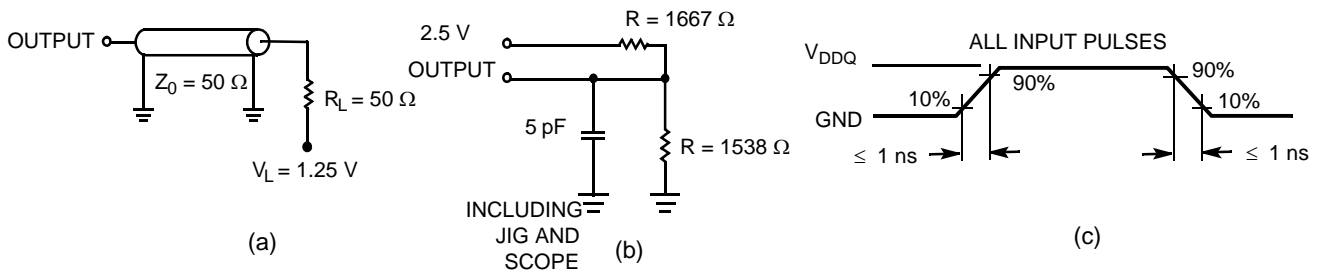 OUTPUT
Z0 = 50 Ω
RL = 50 Ω
VL = 1.25 V
(a)
R = 1667 Ω
2.5 V
OUTPUT
5 pF
R = 1538 Ω
INCLUDING
JIG AND
SCOPE
(b)
ALL INPUT PULSES
VDDQ
90%
90%
10%
10%
GND
≤ 1 ns
≤ 1 ns
(c)